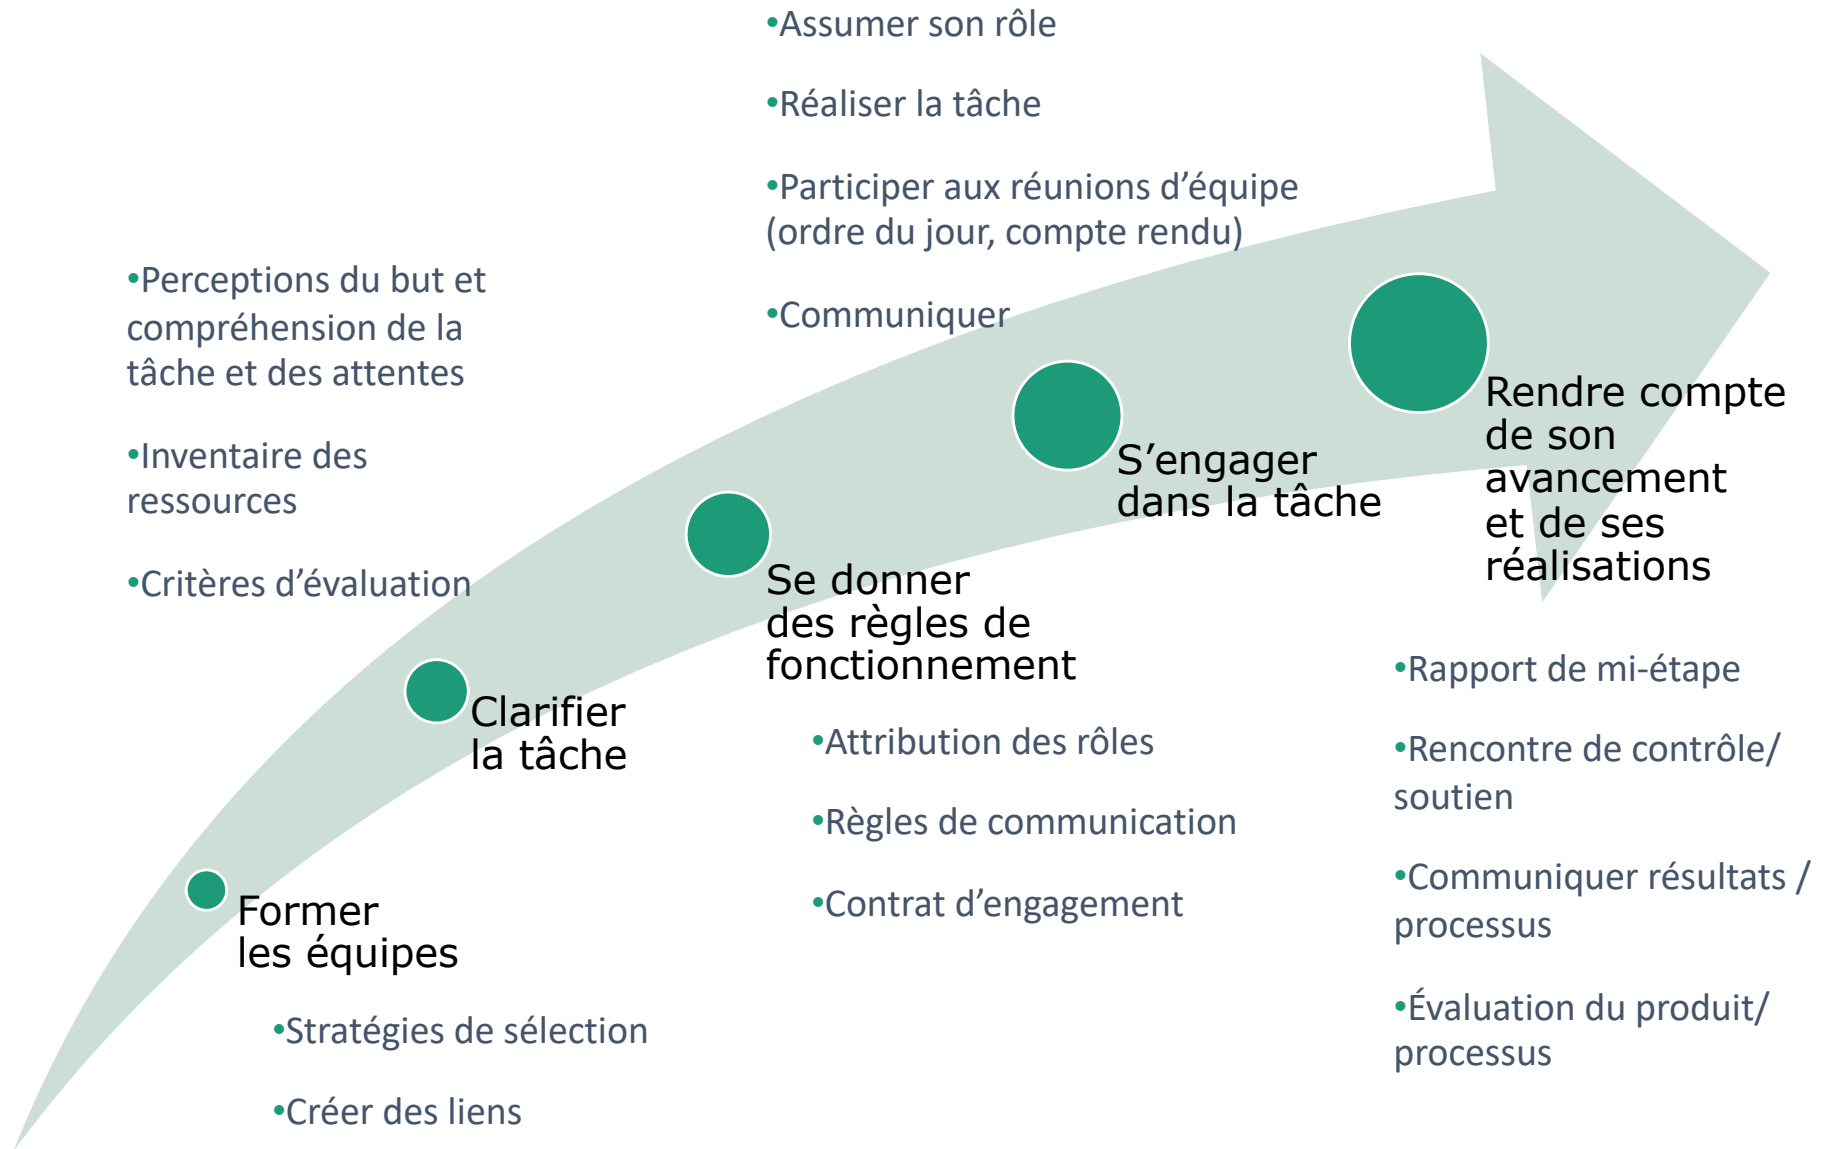 •Assumer son rôle
•Réaliser la tâche
•Participer aux réunions d’équipe
(ordre du jour, compte rendu)
•Communiquer
•Perceptions du but et
compréhension de la
tâche et des attentes
•Inventaire des
ressources
•Critères d’évaluation
Former
les équipes
•Stratégies de sélection
•Créer des liens
Clarifier
la tâche
Se donner
des règles de
fonctionnement
•Attribution des rôles
•Règles de communication
•Contrat d’engagement
S’engager
dans la tâche
Rendre compte
de son
avancement
et de ses
réalisations
•Rapport de mi-étape
•Rencontre de contrôle/
soutien
•Communiquer résultats /
processus
•Évaluation du produit/
processus